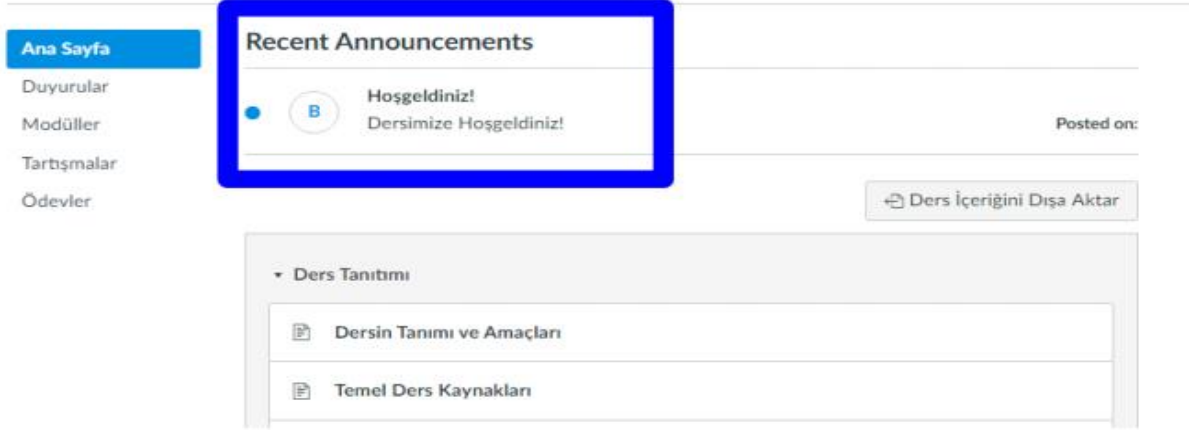 Ana Sayfa
Duyurular
Modüller
Tartışmalar
Ödevler
Recent Announcements
B
Hoşgeldiniz!
Dersimize Hoşgeldiniz!
Posted on:
Ders İçeriğini Dışa Aktar
Ders Tanıtımı
Dersin Tanımı ve Amaçları
Temel Ders Kaynakları